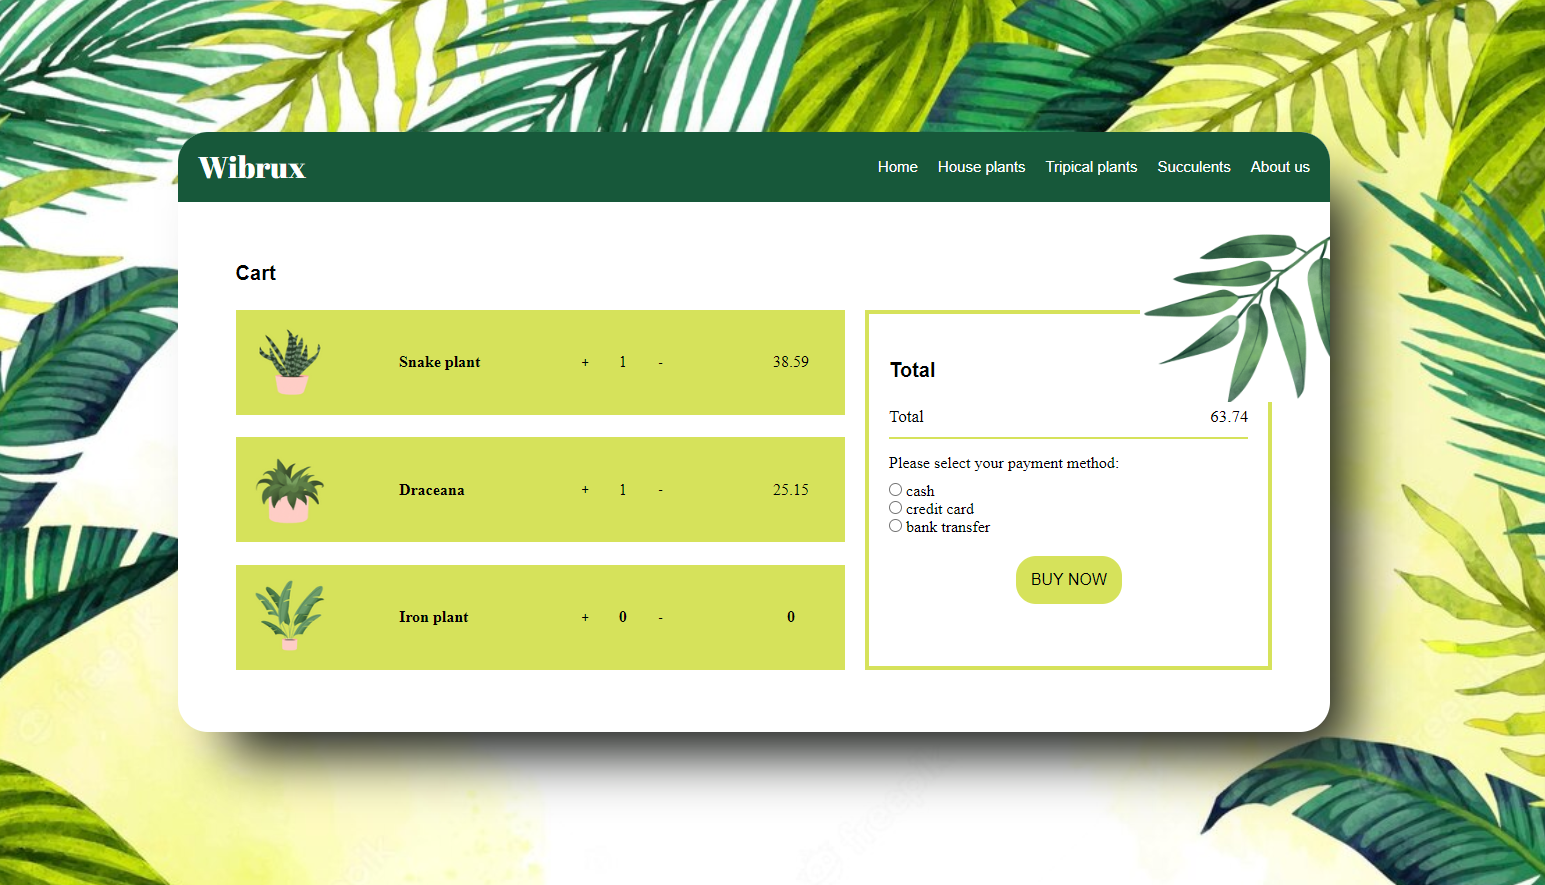 Wibrux
Home House plants Tripical plants Succulents About us
Cart
Snake plant + 1 - 38.59
Draceana + 1 - 25.15
Iron plant + 0 - 0
Total
Total 63.74
Please select your payment method:
cash
credit card
bank transfer
BUY NOW
freepik